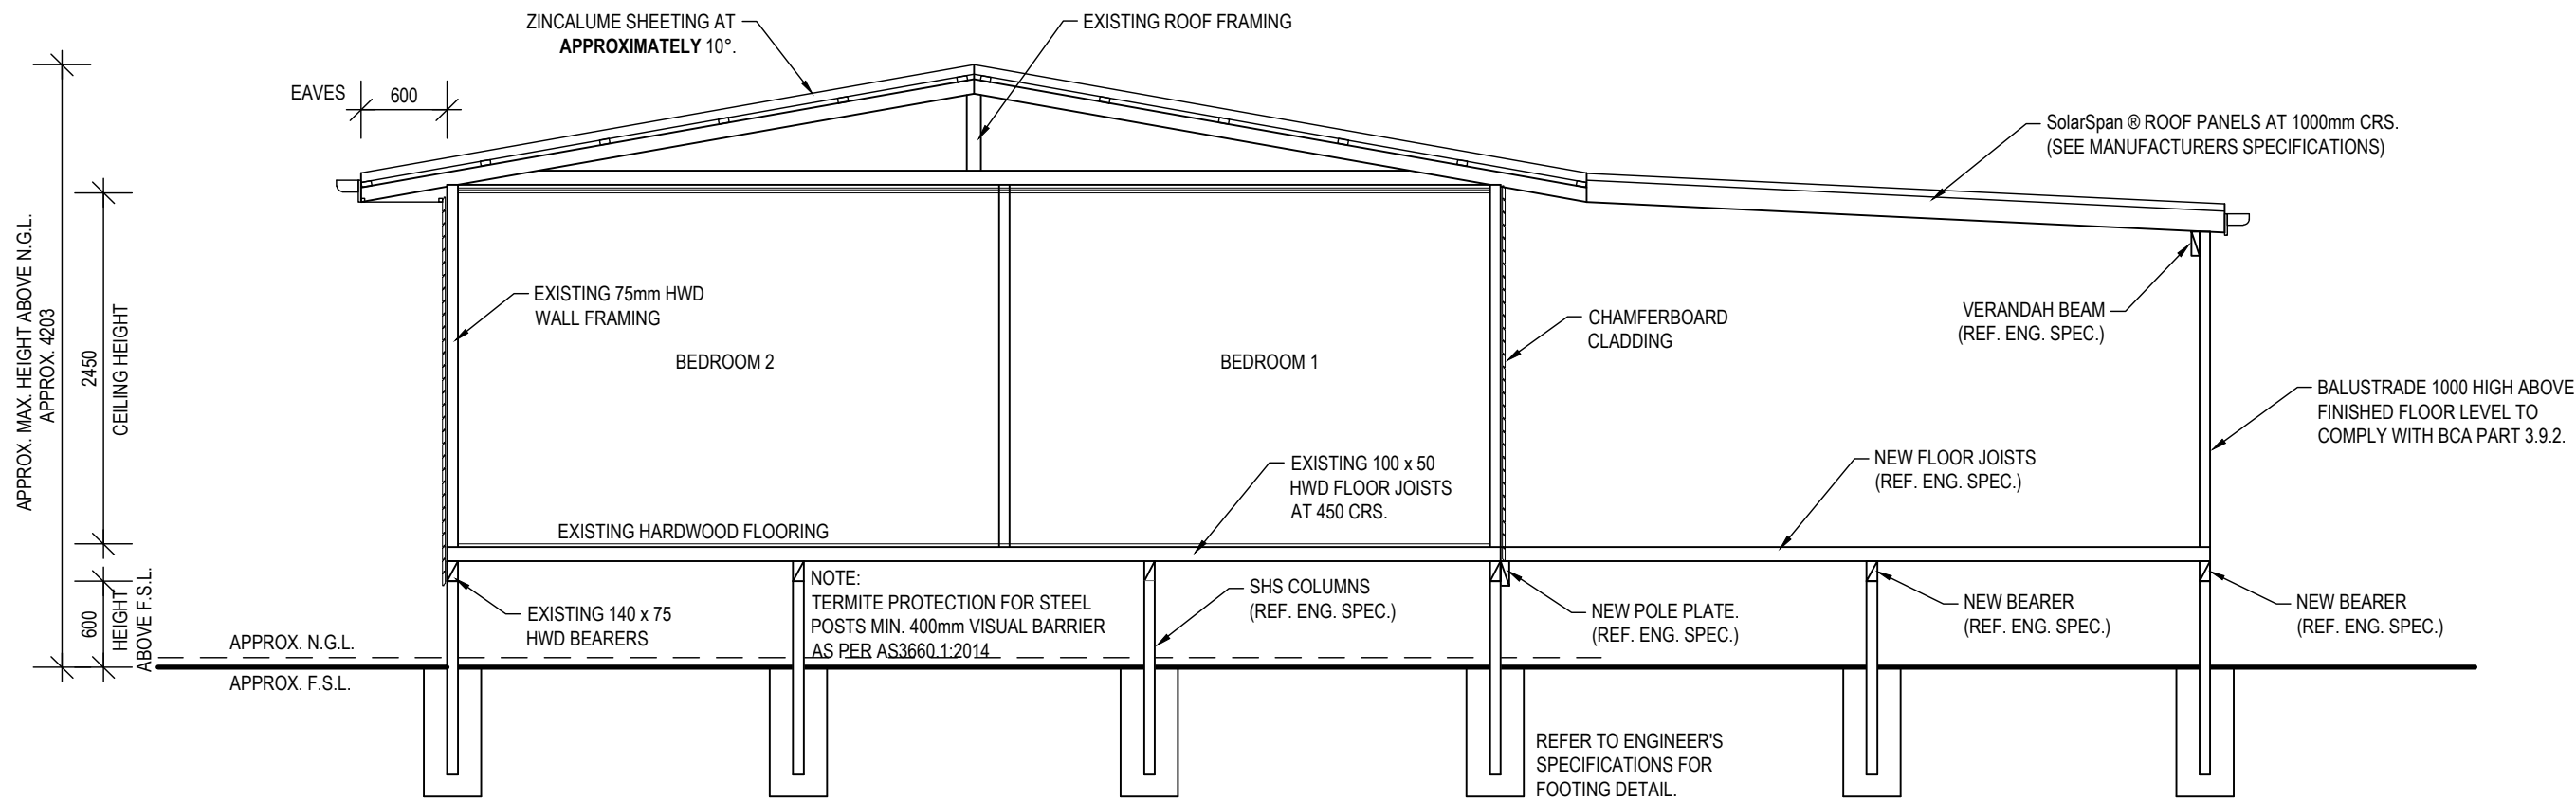 ZINCALUME SHEETING AT
APPROXIMATELY 10°.
EXISTING ROOF FRAMING
EAVES
600
SolarSpan ® ROOF PANELS AT 1000mm CRS.
(SEE MANUFACTURERS SPECIFICATIONS)
APPROX. MAX. HEIGHT ABOVE N.G.L.
APPROX. 4203
2450
CEILING HEIGHT
600
HEIGHT
ABOVE F.S.L.
EXISTING 75mm HWD
WALL FRAMING
BEDROOM 2
BEDROOM 1
CHAMFERBOARD
CLADDING
VERANDAH BEAM
(REF. ENG. SPEC.)
BALUSTRADE 1000 HIGH ABOVE
FINISHED FLOOR LEVEL TO
COMPLY WITH BCA PART 3.9.2.
EXISTING HARDWOOD FLOORING
EXISTING 100 x 50
HWD FLOOR JOISTS
AT 450 CRS.
NEW FLOOR JOISTS
(REF. ENG. SPEC.)
EXISTING 140 x 75
HWD BEARERS
NOTE:
TERMITE PROTECTION FOR STEEL
POSTS MIN. 400mm VISUAL BARRIER
AS PER AS3660.1:2014
SHS COLUMNS
(REF. ENG. SPEC.)
NEW POLE PLATE.
(REF. ENG. SPEC.)
NEW BEARER
(REF. ENG. SPEC.)
NEW BEARER
(REF. ENG. SPEC.)
APPROX. N.G.L.
APPROX. F.S.L.
REFER TO ENGINEER'S
SPECIFICATIONS FOR
FOOTING DETAIL.